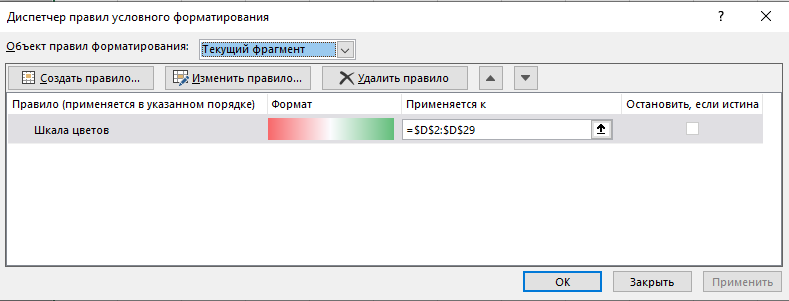 Диспетчер правил условного форматирования ? ×
Объект правил форматирования: Текущий фрагмент
Создать правило... Изменить правило... Удалить правило
Правило (применяется в указанном порядке) Формат Применяется к Остановить, если истина
Шкала цветов =$D$2:$D$29
ОК Закрыть Применить